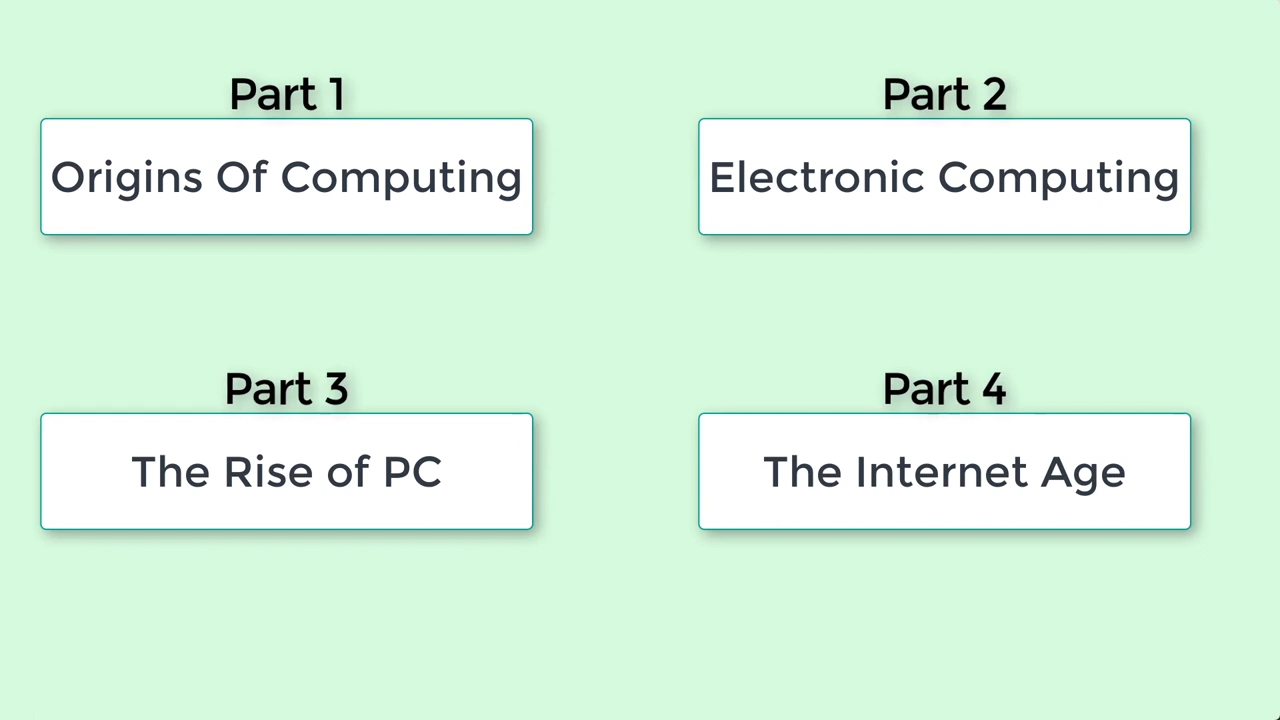 Part 1
Origins Of Computing
Part 2
Electronic Computing
Part 3
The Rise of PC
Part 4
The Internet Age